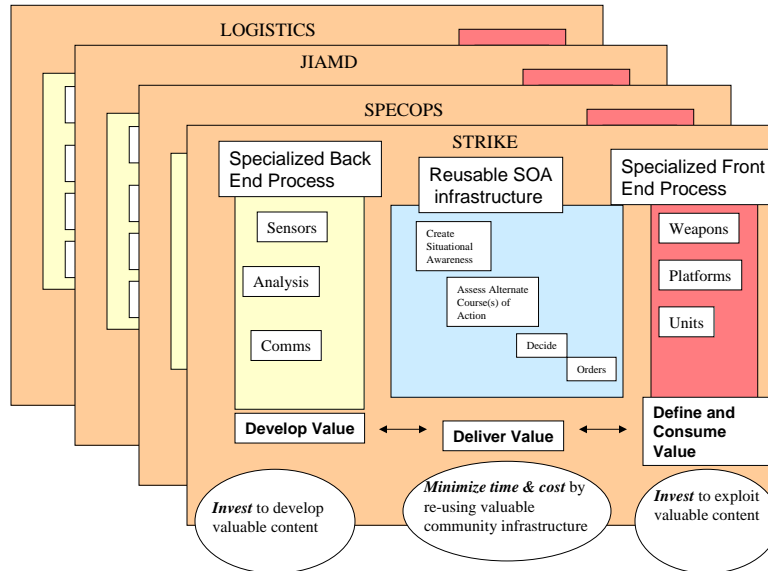 LOGISTICS
JIAMD
SPECOPS
STRIKE
Specialized Back
End Process
Reusable SOA
infrastructure
Specialized Front
End Process
Sensors
Analysis
Comms
Create
Situational
Awareness
Assess Alternate
Course(s) of
Action
Decide
Orders
Weapons
Platforms
Units
Develop Value
Deliver Value
Define and
Consume
Value
Invest to develop
valuable content
Minimize time & cost by
re-using valuable
community infrastructure
Invest to exploit
valuable content